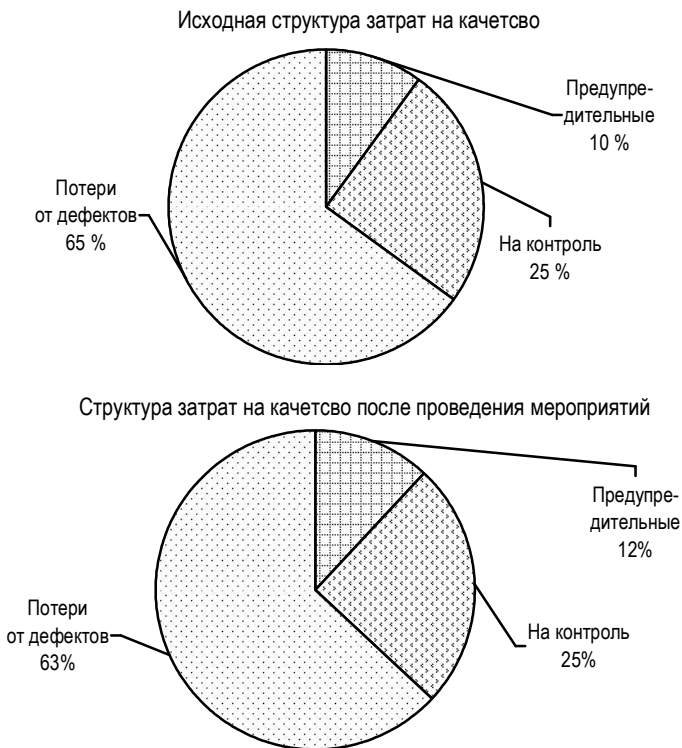 Исходная структура затрат на качетсво
Предупре-
дительные
10 %
Потери
от дефектов
65 %
На контроль
25 %
Структура затрат на качетсво после проведения мероприятий
Предупре-
дительные
12%
Потери
от дефектов
63%
На контроль
25%